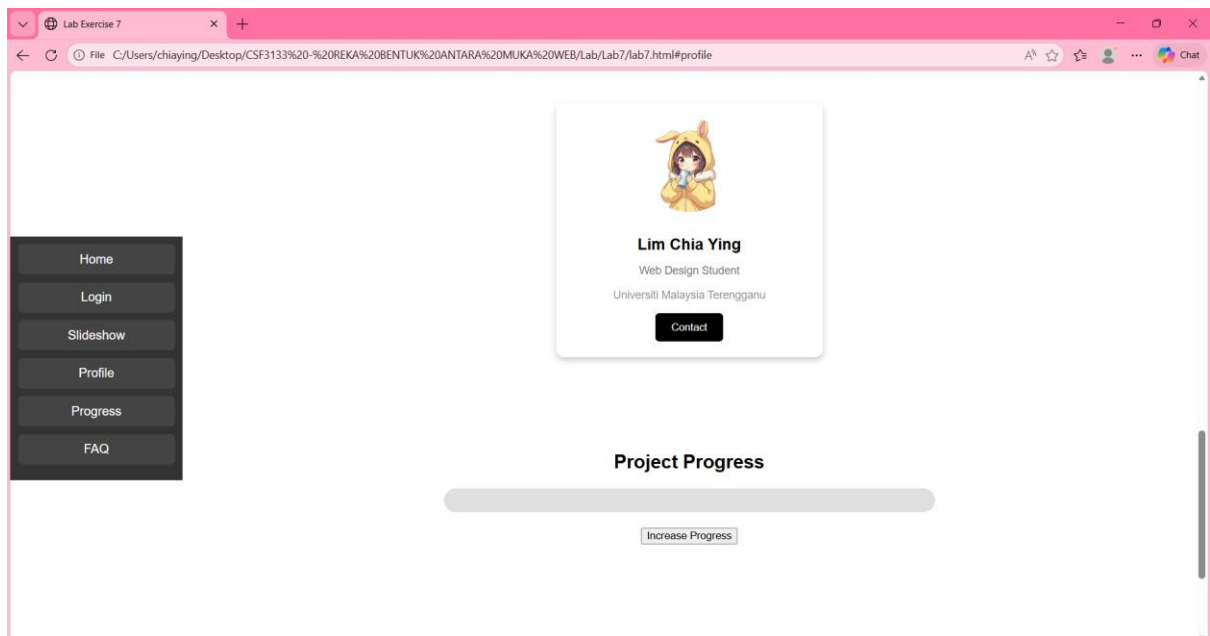 Lab Exercise 7
File C:/Users/chiaying/Desktop/CSF3133%20-%20REKA%20BENTUK%20ANTARA%20MUKA%20WEB/Lab/Lab7/lab7.html#profile
Chat
Lim Chia Ying
Web Design Student
Universiti Malaysia Terengganu
Contact
Home
Login
Slideshow
Profile
Progress
FAQ
Project Progress
Increase Progress